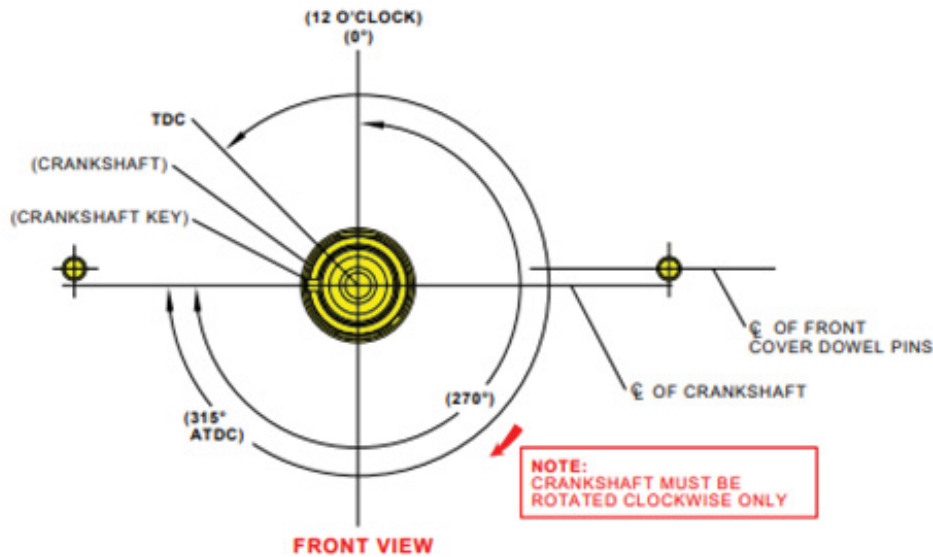 (12 O'CLOCK)
(0°)
TDC
(CRANKSHAFT)
(CRANKSHAFT KEY)
℄ OF FRONT
COVER DOWEL PINS
℄ OF CRANKSHAFT
(270°)
(315°
ATDC)
NOTE:
CRANKSHAFT MUST BE
ROTATED CLOCKWISE ONLY
FRONT VIEW